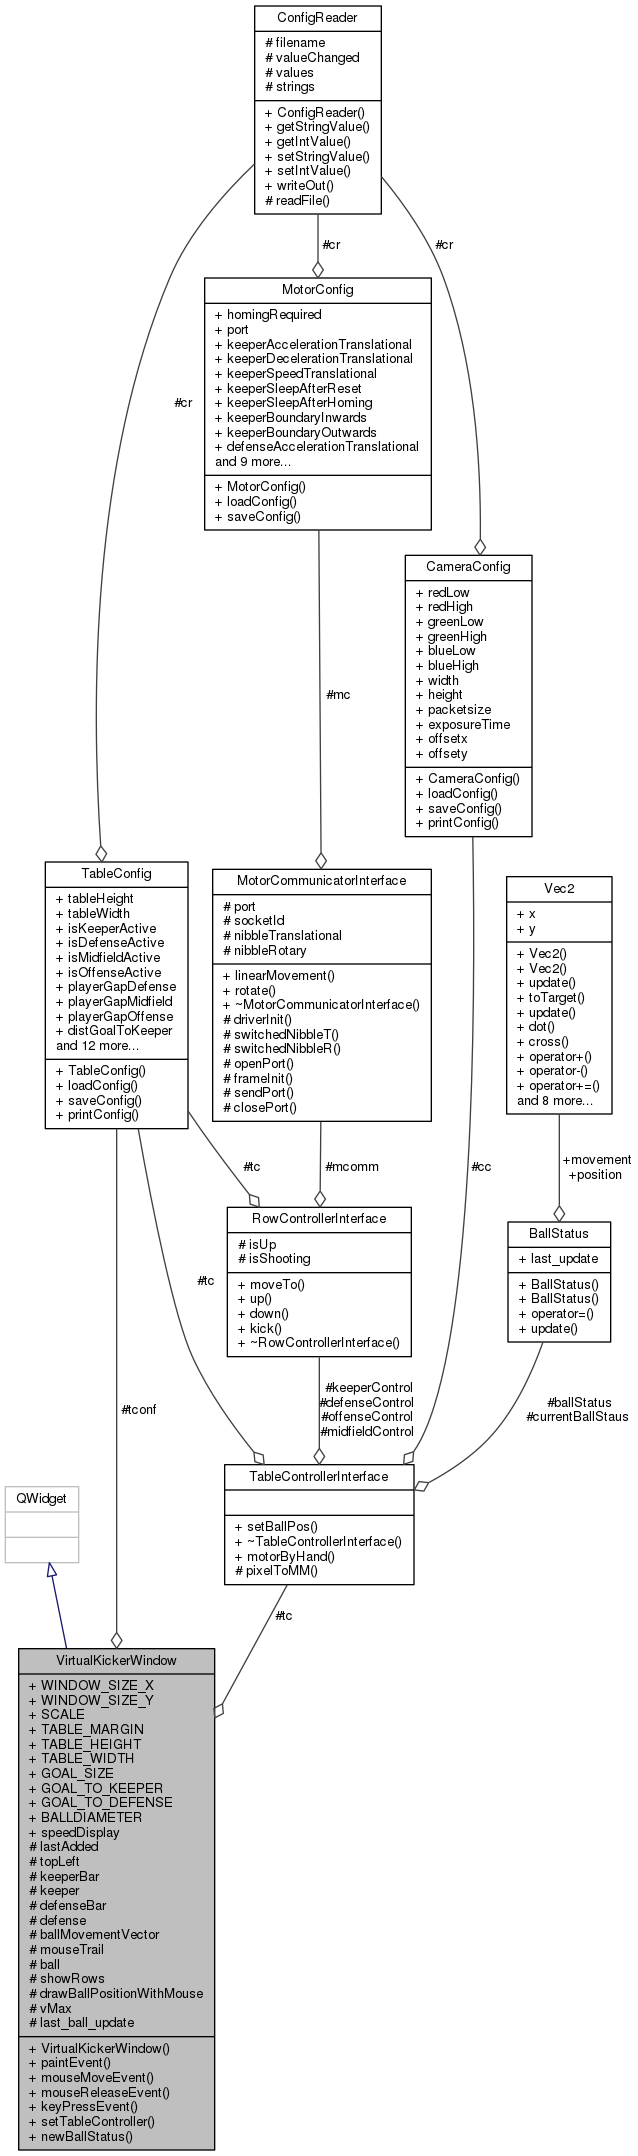 ConfigReader
# filename
# valueChanged
# values
# strings
+ ConfigReader()
+ getStringValue()
+ getIntValue()
+ setStringValue()
+ setIntValue()
+ writeOut()
# readFile()
#cr
#cr
#cr
MotorConfig
+ homingRequired
+ port
+ keeperAccelerationTranslational
+ keeperDecelerationTranslational
+ keeperSpeedTranslational
+ keeperSleepAfterReset
+ keeperSleepAfterHoming
+ keeperBoundaryInwards
+ keeperBoundaryOutwards
+ defenseAccelerationTranslational
and 9 more...
+ MotorConfig()
+ loadConfig()
+ saveConfig()
CameraConfig
+ redLow
+ redHigh
+ greenLow
+ greenHigh
+ blueLow
+ blueHigh
+ width
+ height
+ packetsize
+ exposureTime
+ offsetx
+ offsety
+ CameraConfig()
+ loadConfig()
+ saveConfig()
+ printConfig()
#mc
TableConfig
+ tableHeight
+ tableWidth
+ isKeeperActive
+ isDefenseActive
+ isMidfieldActive
+ isOffenseActive
+ playerGapDefense
+ playerGapMidfield
+ playerGapOffense
+ distGoalToKeeper
and 12 more...
+ TableConfig()
+ loadConfig()
+ saveConfig()
+ printConfig()
MotorCommunicatorInterface
# port
# socketId
# nibbleTranslational
# nibbleRotary
+ linearMovement()
+ rotate()
+ ~MotorCommunicatorInterface()
# driverInit()
# switchedNibbleT()
# switchedNibbleR()
# openPort()
# frameInit()
# sendPort()
# closePort()
Vec2
+ x
+ y
+ Vec2()
+ Vec2()
+ update()
+ toTarget()
+ update()
+ dot()
+ cross()
+ operator+()
+ operator-()
+ operator+=()
and 8 more...
#tc
#mcomm
#cc
+movement
+position
RowControllerInterface
# isUp
# isShooting
+ moveTo()
+ up()
+ down()
+ kick()
+ ~RowControllerInterface()
BallStatus
+ last_update
+ BallStatus()
+ BallStatus()
+ operator=()
+ update()
#tc
#tconf
#keeperControl
#defenseControl
#offenseControl
#midfieldControl
#ballStatus
#currentBallStaus
TableControllerInterface
+ setBallPos()
+ ~TableControllerInterface()
+ motorByHand()
# pixelToMM()
QWidget
#tc
VirtualKickerWindow
+ WINDOW_SIZE_X
+ WINDOW_SIZE_Y
+ SCALE
+ TABLE_MARGIN
+ TABLE_HEIGHT
+ TABLE_WIDTH
+ GOAL_SIZE
+ GOAL_TO_KEEPER
+ GOAL_TO_DEFENSE
+ BALLDIAMETER
+ speedDisplay
# lastAdded
# topLeft
# keeperBar
# keeper
# defenseBar
# defense
# ballMovementVector
# mouseTrail
# ball
# showRows
# drawBallPositionWithMouse
# vMax
# last_ball_update
+ VirtualKickerWindow()
+ paintEvent()
+ mouseMoveEvent()
+ mouseReleaseEvent()
+ keyPressEvent()
+ setTableController()
+ newBallStatus()